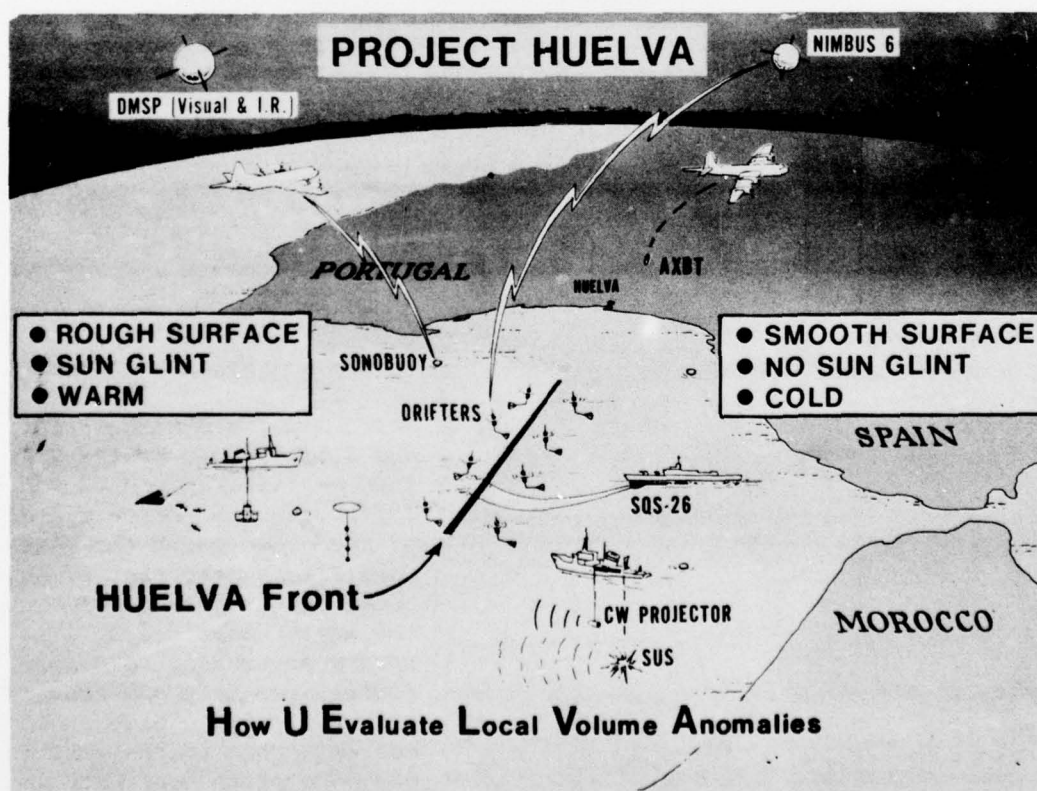 PROJECT HUELVA
NIMBUS 6
DMSP (Visual & I.R.)
PORTUGAL
AXBT
HUELVA
● ROUGH SURFACE
● SUN GLINT
● WARM
SONOBUOY
● SMOOTH SURFACE
● NO SUN GLINT
● COLD
DRIFTERS
SPAIN
SQS-26
HUELVA Front
CW PROJECTOR
MOROCCO
SUS
How U Evaluate Local Volume Anomalies